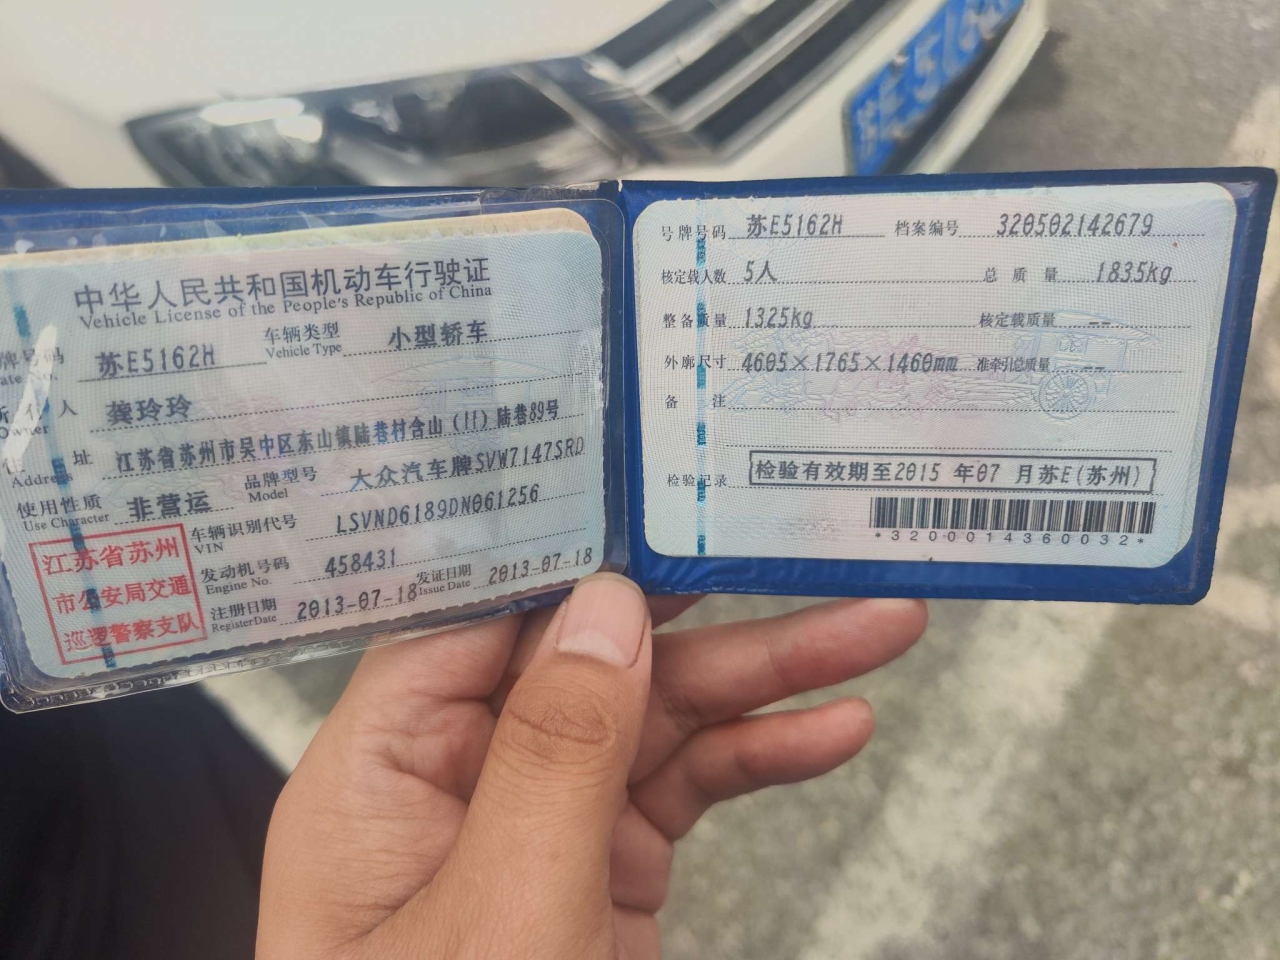 中华人民共和国机动车行驶证
Vehicle License of the People's Republic of China
牌号码 苏E5162H 车辆类型 Vehicle Type 小型轿车
人 Owner 龚玲玲
址 Address 江苏省苏州市吴中区东山镇陆巷村含山(11)陆巷89号
使用性质 Use Character 非营运 品牌型号 Model 大众汽车牌SVW7147SRD
车辆识别代号 VIN LSVND6189DN061256
发动机号码 Engine No. 458431
注册日期 Register Date 2013-07-18 发证日期 Issue Date 2013-07-18
江苏省苏州
市公安局交通
巡逻警察支队
号牌号码 苏E5162H 档案编号 320502142679
核定载人数 5人 总质量 1835kg
整备质量 1325kg 核定载质量 --
外廓尺寸 4605×1765×1460mm 准牵引总质量 --
备注
检验记录 检验有效期至2015 年07 月苏E(苏州)
*3200014360032*